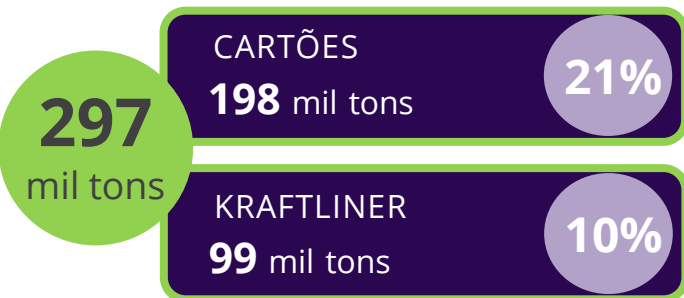 297
mil tons
CARTÕES
198 mil tons
21%
KRAFTLINER
99 mil tons
10%